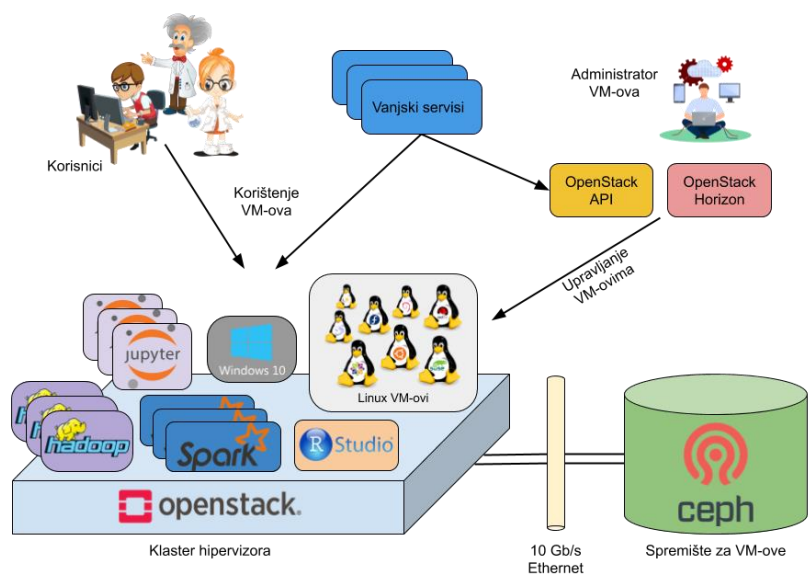 Korisnici
Vanjski servisi
Administrator
VM-ova
Korištenje
VM-ova
OpenStack
API
OpenStack
Horizon
Upravljanje
VM-ovima
jupyter
Windows 10
Linux VM-ovi
hadoop
Spark
R Studio
openstack.
ceph
Klaster hipervizora
10 Gb/s
Ethernet
Spremište za VM-ove